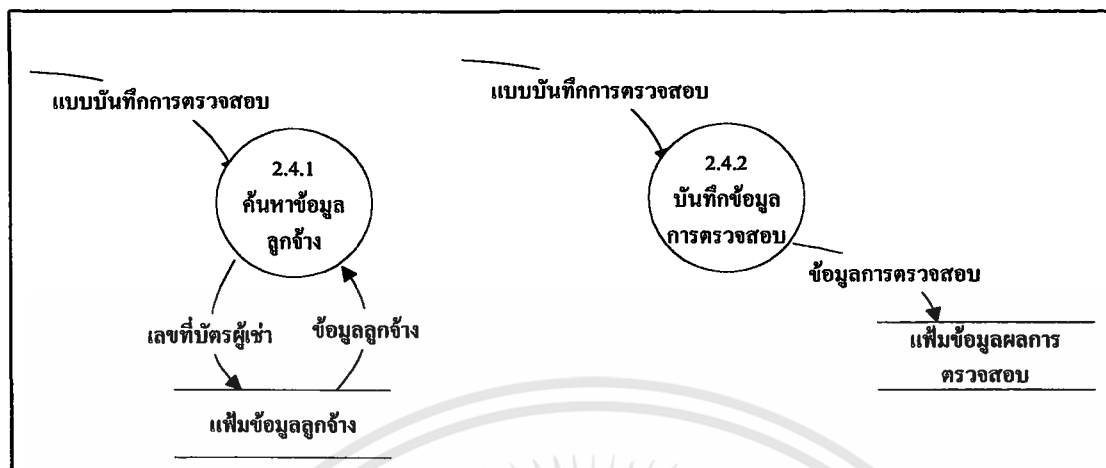 แบบบันทึกการตรวจสอบ
2.4.1
ค้นหาข้อมูล
ลูกจ้าง
เลขที่บัตรผู้เช่า
ข้อมูลลูกจ้าง
แฟ้มข้อมูลลูกจ้าง
แบบบันทึกการตรวจสอบ
2.4.2
บันทึกข้อมูล
การตรวจสอบ
ข้อมูลการตรวจสอบ
แฟ้มข้อมูลผลการ
ตรวจสอบ